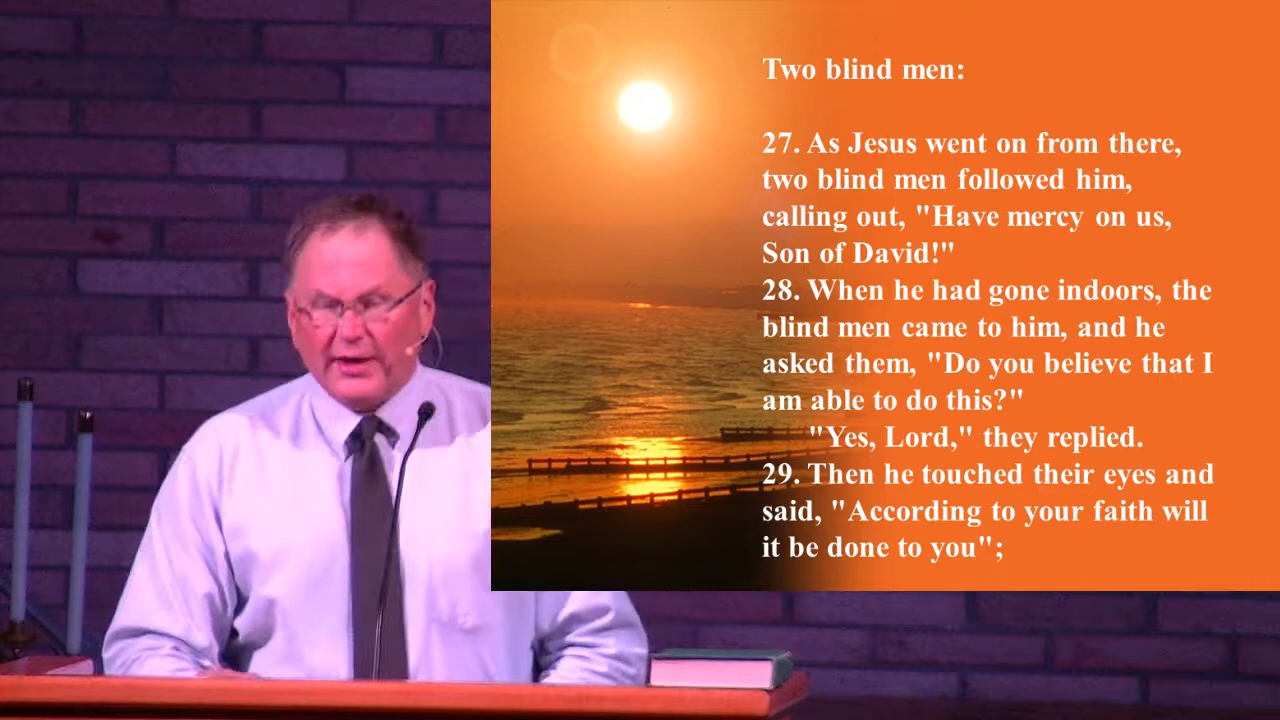 Two blind men:
27. As Jesus went on from there,
two blind men followed him,
calling out, "Have mercy on us,
Son of David!"
28. When he had gone indoors, the
blind men came to him, and he
asked them, "Do you believe that I
am able to do this?"
"Yes, Lord," they replied.
29. Then he touched their eyes and
said, "According to your faith will
it be done to you";